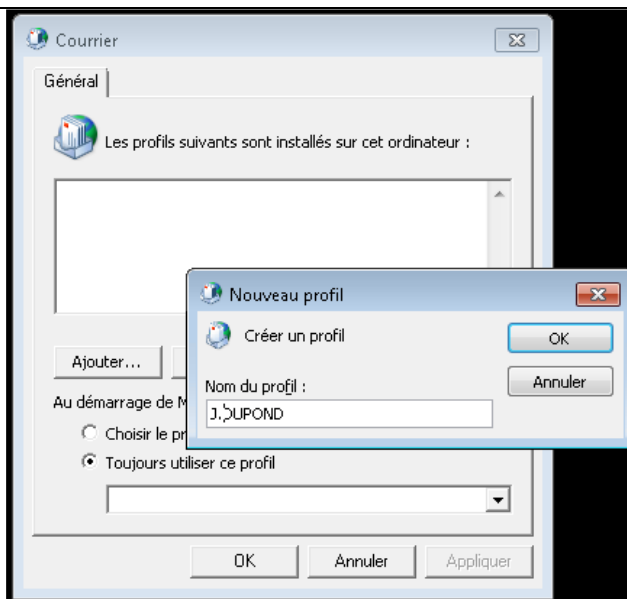 Courrier
Général
Les profils suivants sont installés sur cet ordinateur :
Nouveau profil
Créer un profil
OK
Ajouter...
Nom du profil :
Annuler
Au démarrage de M
J.DUPOND
Choisir le pr
Toujours utiliser ce profil
OK
Annuler
Appliquer